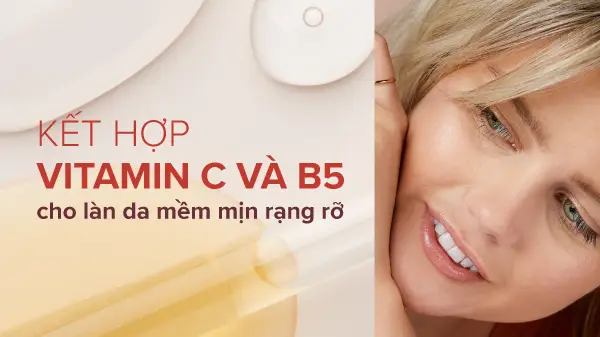 KẾT HỢP
VITAMIN C VÀ B5
cho làn da mềm mịn rạng rỡ